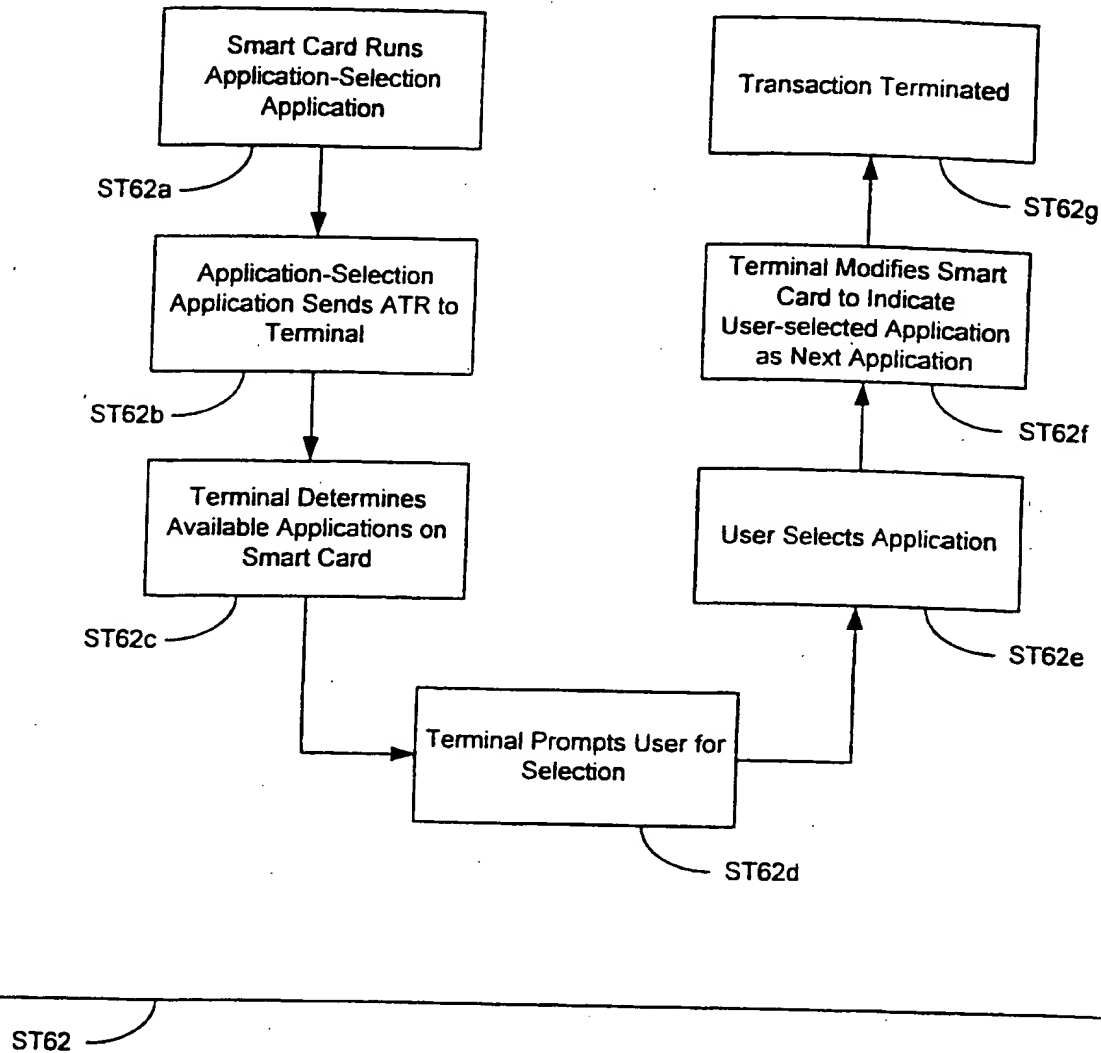 Smart Card Runs
Application-Selection
Application
ST62a
Application-Selection
Application Sends ATR to
Terminal
ST62b
Terminal Determines
Available Applications on
Smart Card
ST62c
Terminal Prompts User for
Selection
ST62d
User Selects Application
ST62e
Terminal Modifies Smart
Card to Indicate
User-selected Application
as Next Application
ST62f
Transaction Terminated
ST62g
ST62